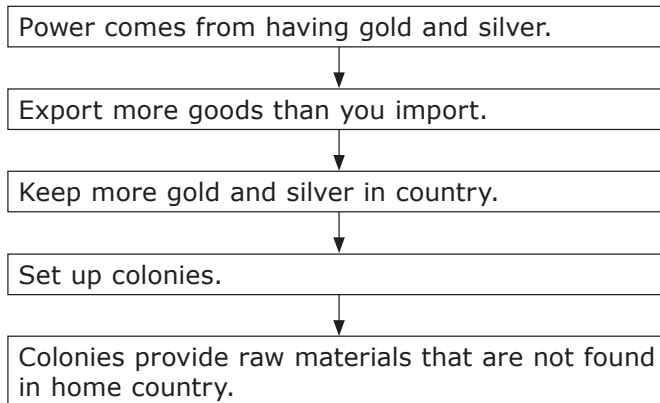 Power comes from having gold and silver.
Export more goods than you import.
Keep more gold and silver in country.
Set up colonies.
Colonies provide raw materials that are not found
in home country.